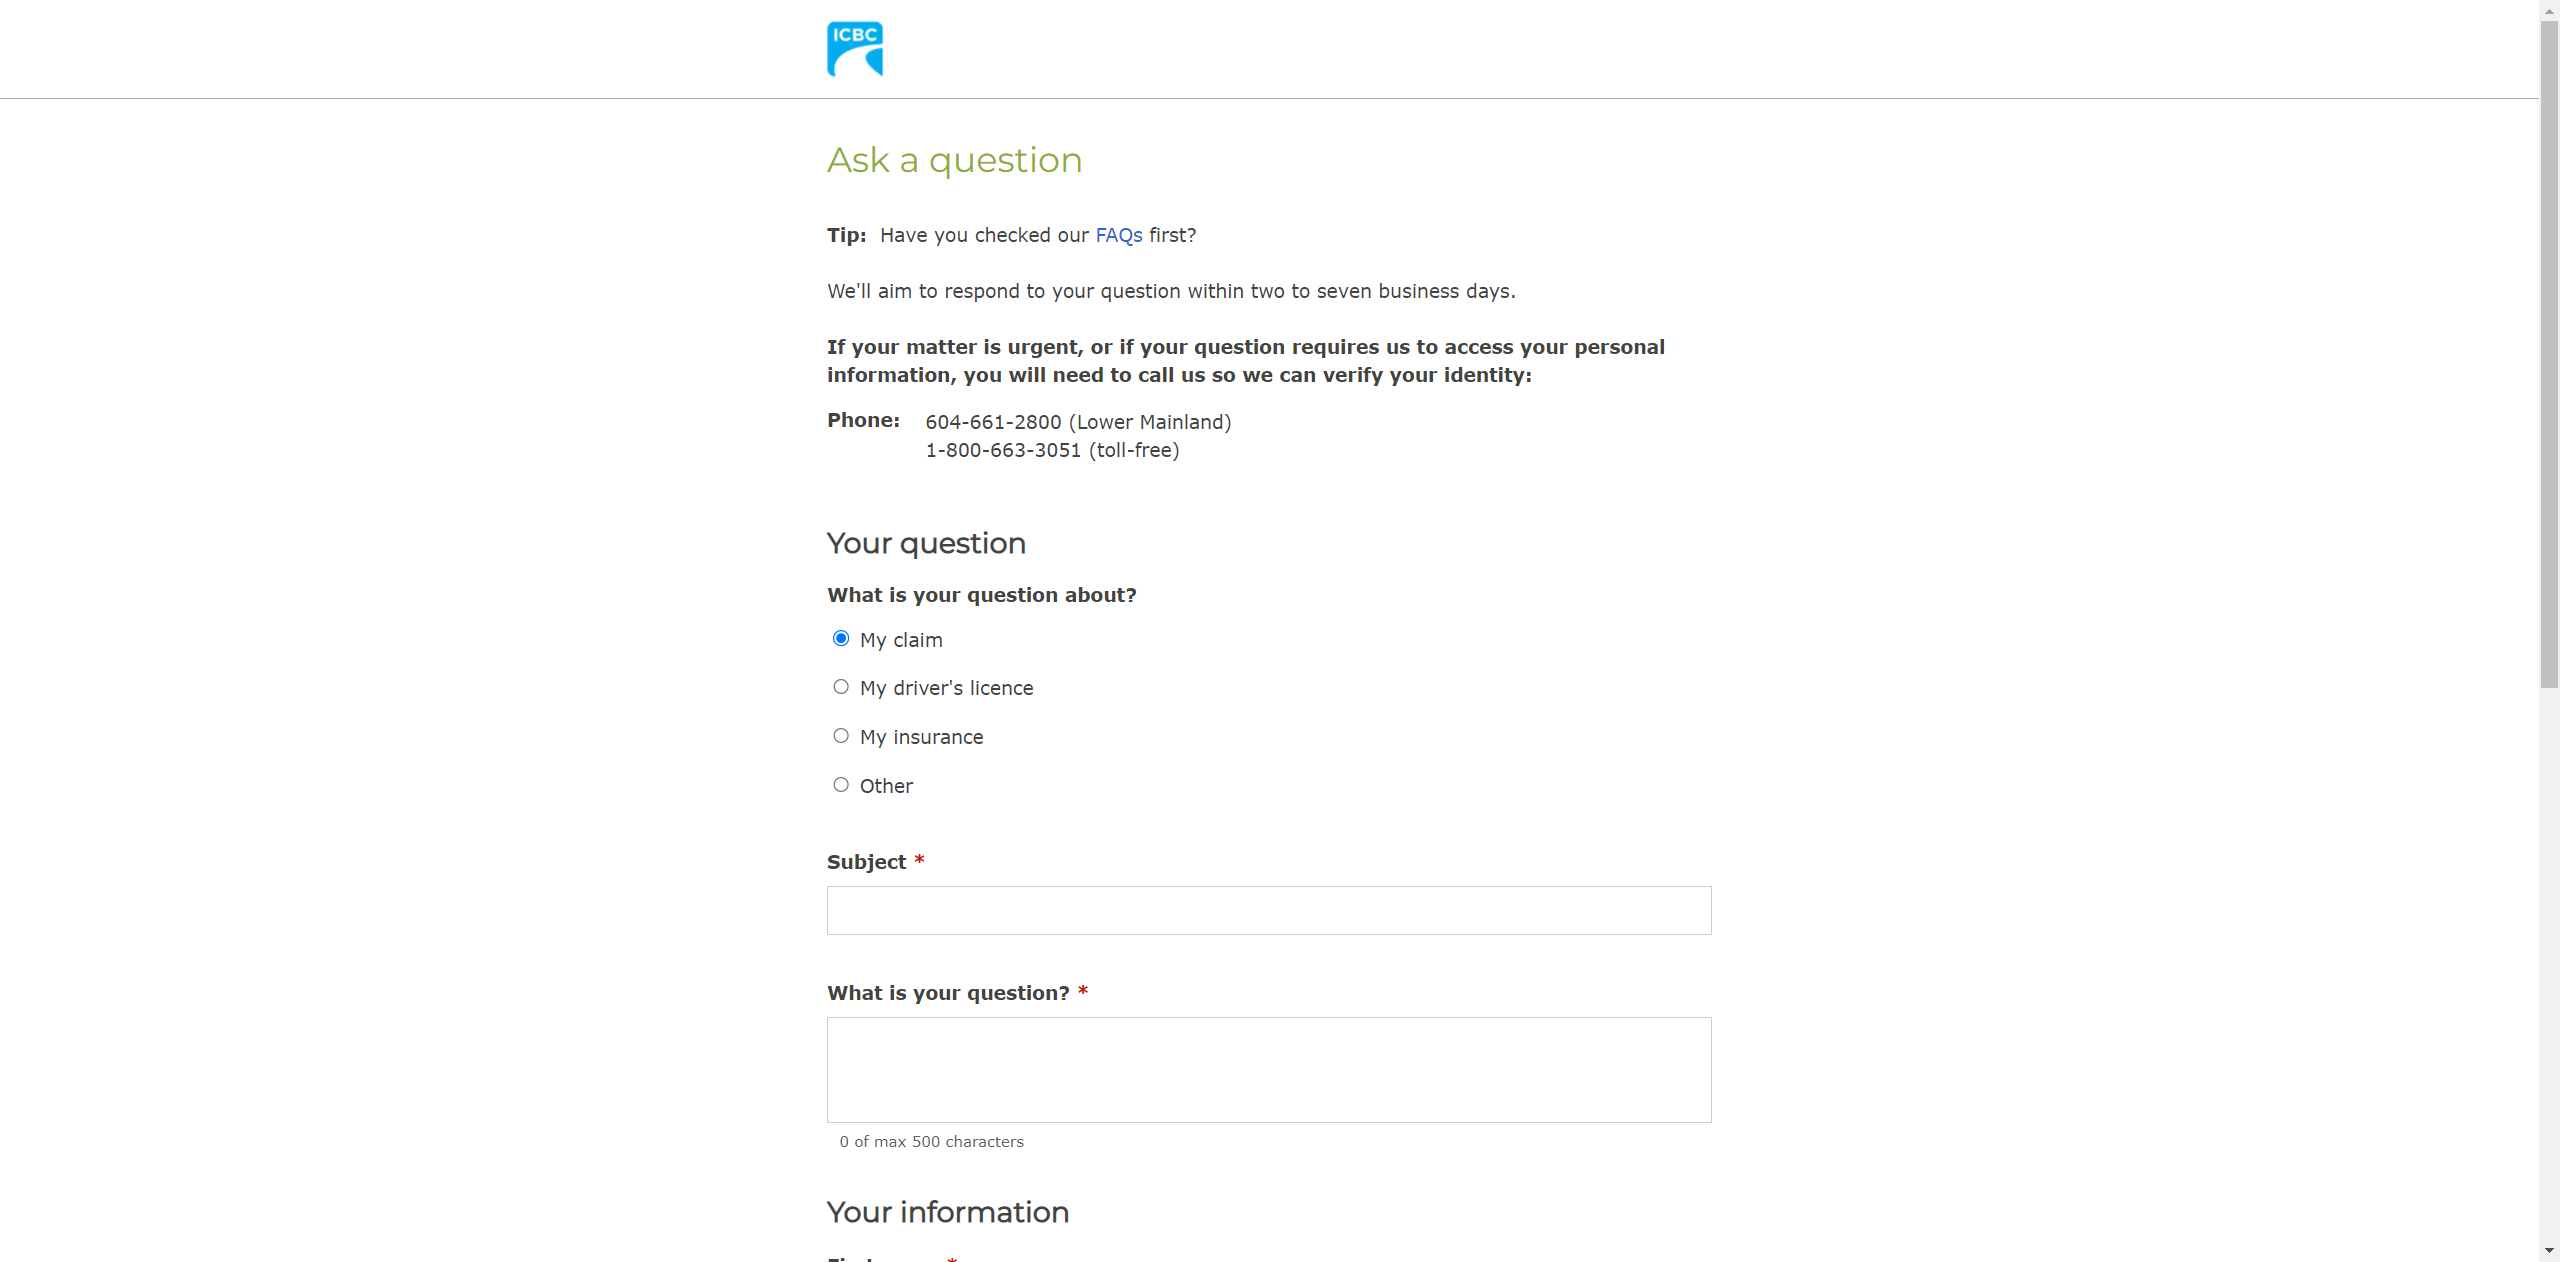 ICBC
Ask a question
Tip: Have you checked our FAQs first?
We'll aim to respond to your question within two to seven business days.
If your matter is urgent, or if your question requires us to access your personal
information, you will need to call us so we can verify your identity:
Phone: 604-661-2800 (Lower Mainland)
1-800-663-3051 (toll-free)
Your question
What is your question about?
My claim
My driver's licence
My insurance
Other
Subject *
What is your question? *
0 of max 500 characters
Your information